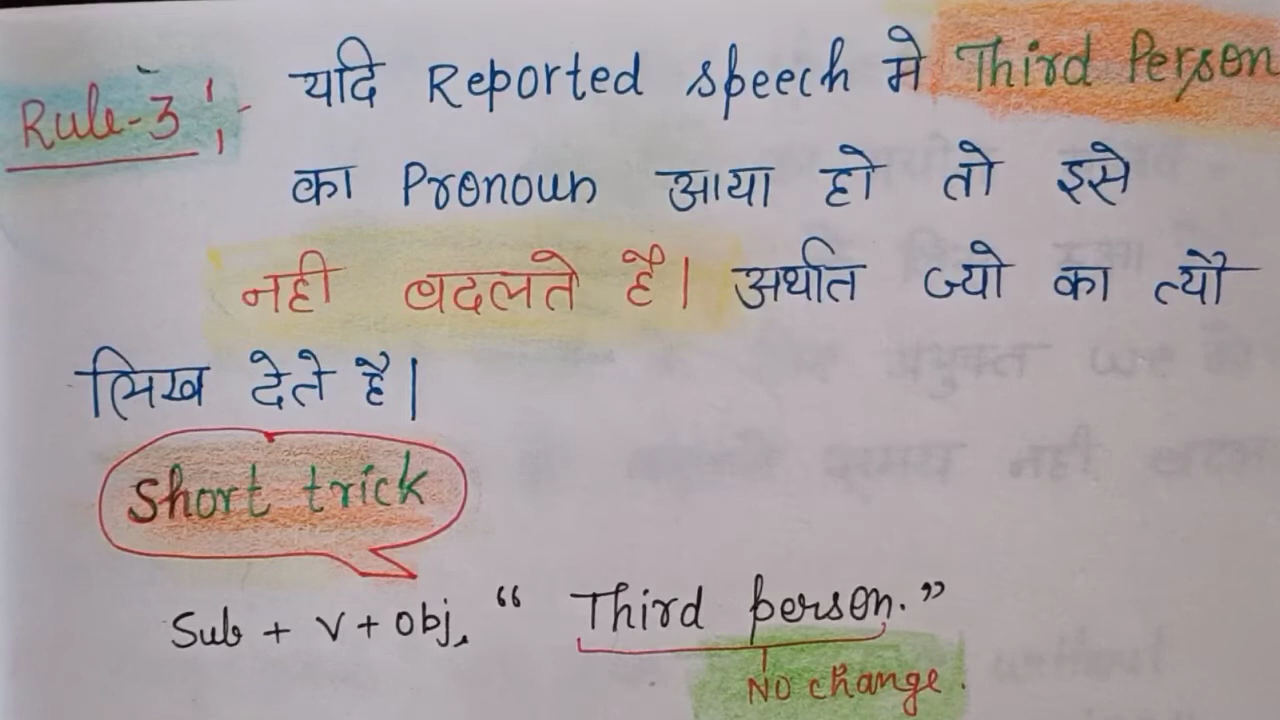 Rule-3 :- यदि Reported speech मे Third Person
का Pronoun आया हो तो इसे
नही बदलते है। अर्थात ज्यो का त्यौ
लिख देते है।
Short trick
Sub + V + Obj, “ Third person. ”
No change.